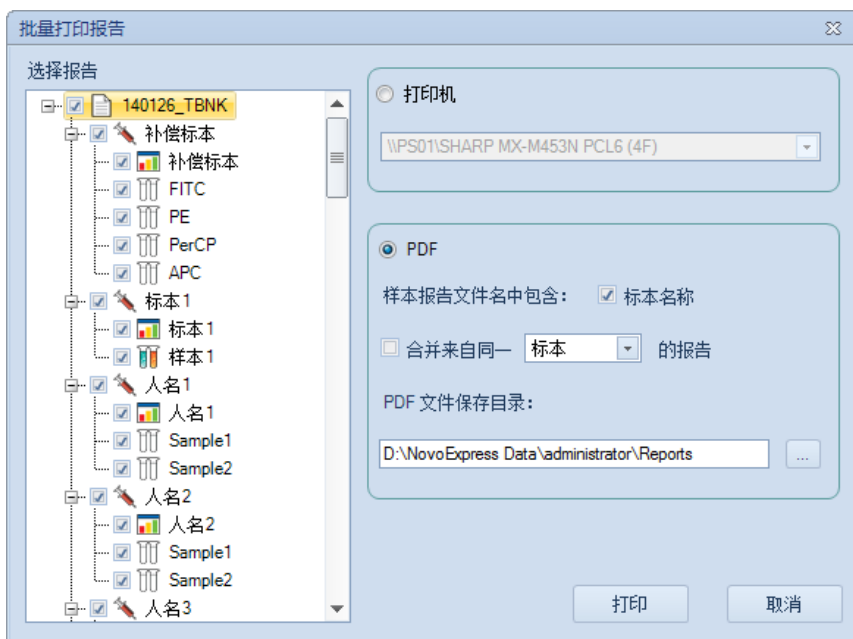 批量打印报告
选择报告
140126_TBNK
补偿标本
补偿标本
FITC
PE
PerCP
APC
标本1
标本1
样本1
人名1
人名1
Sample1
Sample2
人名2
人名2
Sample1
Sample2
人名3
打印机
\\PS01\SHARP MX-M453N PCL6 (4F)
PDF
样本报告文件名中包含： 标本名称
合并来自同一 标本 的报告
PDF 文件保存目录：
D:\NovoExpress Data\administrator\Reports
...
打印 取消